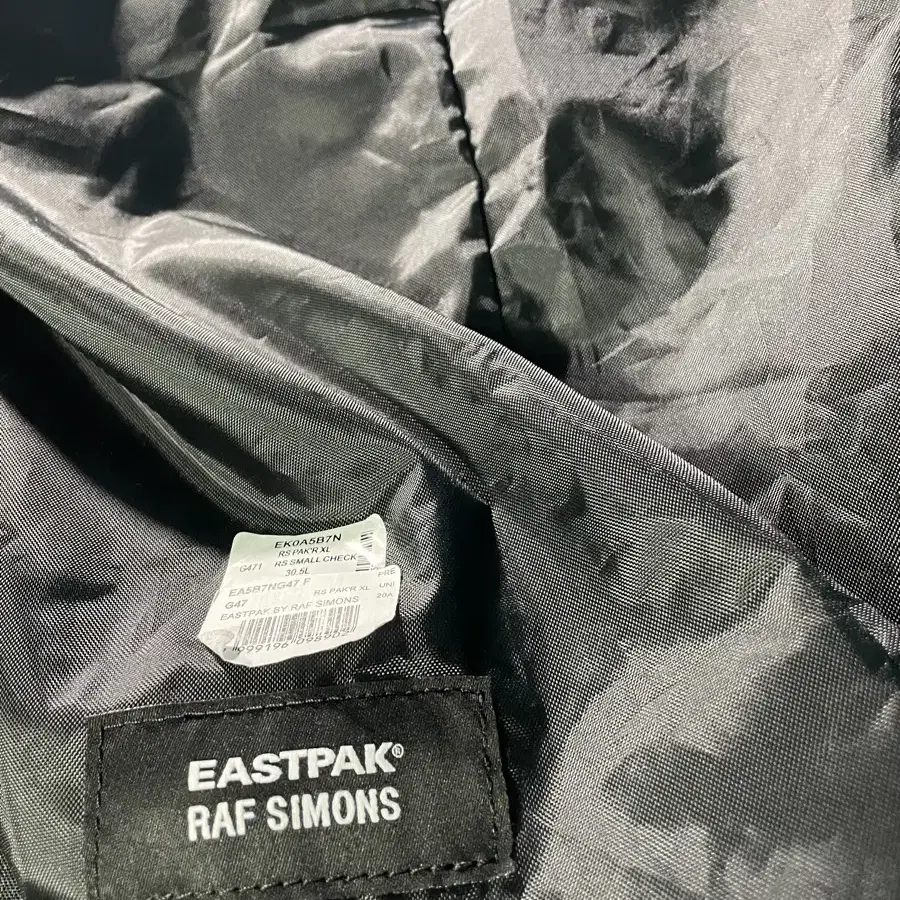 EK0A5B7N
RS PAK'R XL
G471 RS SMALL CHECK
30.5L
EA5B7NG47 F
RS PAK'R XL
G47
EASTPAK BY RAF SIMONS
PRE
UNI
20A
EASTPAK®
RAF SIMONS